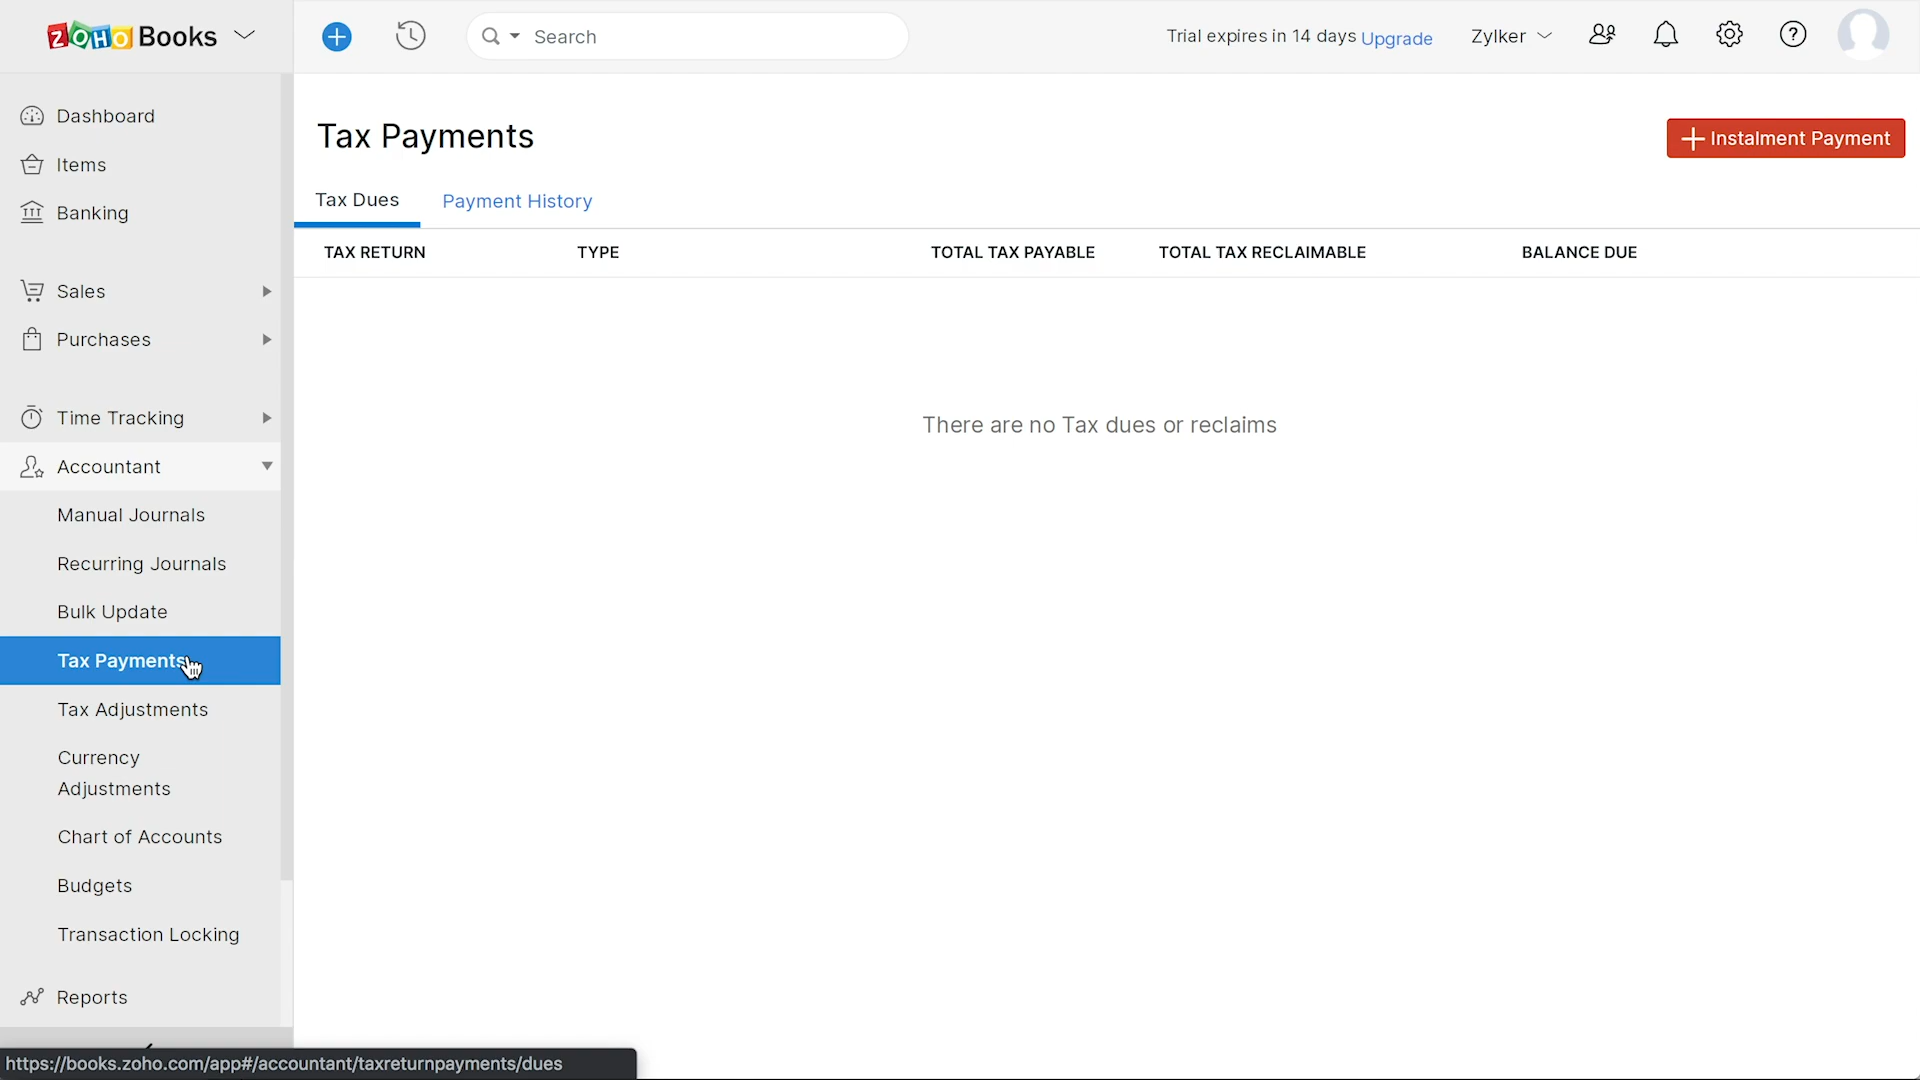 ZOHO Books
Search
Trial expires in 14 days Upgrade
Zylker
Dashboard
Items
Banking
Sales
Purchases
Time Tracking
Accountant
Manual Journals
Recurring Journals
Bulk Update
Tax Payments
Tax Adjustments
Currency
Adjustments
Chart of Accounts
Budgets
Transaction Locking
Reports
https://books.zoho.com/app#/accountant/taxreturnpayments/dues
Tax Payments
Instalment Payment
Tax Dues
Payment History
TAX RETURN
TYPE
TOTAL TAX PAYABLE
TOTAL TAX RECLAIMABLE
BALANCE DUE
There are no Tax dues or reclaims